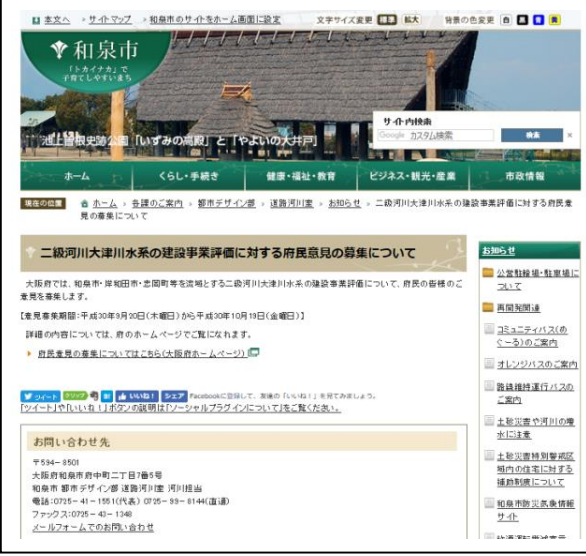 本文へ サイトマップ 和泉市のサイトをホーム画面に設定 文字サイズ変更 標準 拡大 背景の色変更 白 黒 青 黄
和泉市
「トカイナカ」で
子育てしやすいまち
サイト内検索
Google カスタム検索 検索 ×
池上曽根史跡公園「いずみの高殿」と「やよいの大井戸」
ホーム くらし・手続き 健康・福祉・教育 ビジネス・観光・産業 市政情報
現在の位置 ホーム 各課のご案内 都市デザイン部 道路河川室 お知らせ 二級河川大津川水系の建設事業評価に対する府民意
見の募集について
二級河川大津川水系の建設事業評価に対する府民意見の募集について
大阪府では、和泉市・岸和田市・忠岡町等を流域とする二級河川大津川水系の建設事業評価について、府民の皆様のご
意見を募集します。
【意見募集期間:平成30年9月20日(木曜日)から平成30年10月19日(金曜日)】
詳細の内容については、府のホームページでご覧になれます。
府民意見の募集についてはこちら(大阪府ホームページ)
ツイート クリップ B! いいね! シェア Facebookに登録して、友達の「いいね!」を見てみましょう。
「ツイート」や「いいね!」ボタンの説明は「ソーシャルプラグインについて」をご覧ください。
お問い合わせ先
〒594-8501
大阪府和泉市府中町二丁目7番5号
和泉市 都市デザイン部 道路河川室 河川担当
電話:0725-41-1551(代表) 0725-99-8144(直通)
ファックス:0725-43-1348
メールフォームでのお問い合わせ
お知らせ
公営駐輪場・駐車場に
ついて
再開発関連
コミュニティバス(め
ぐ~る)のご案内
オレンジバスのご案内
路線維持運行バスの
ご案内
土砂災害や河川の増
水に注意
土砂災害特別警戒区
域内の住宅に対する
補助制度について
和泉市防災気象情報
サイト